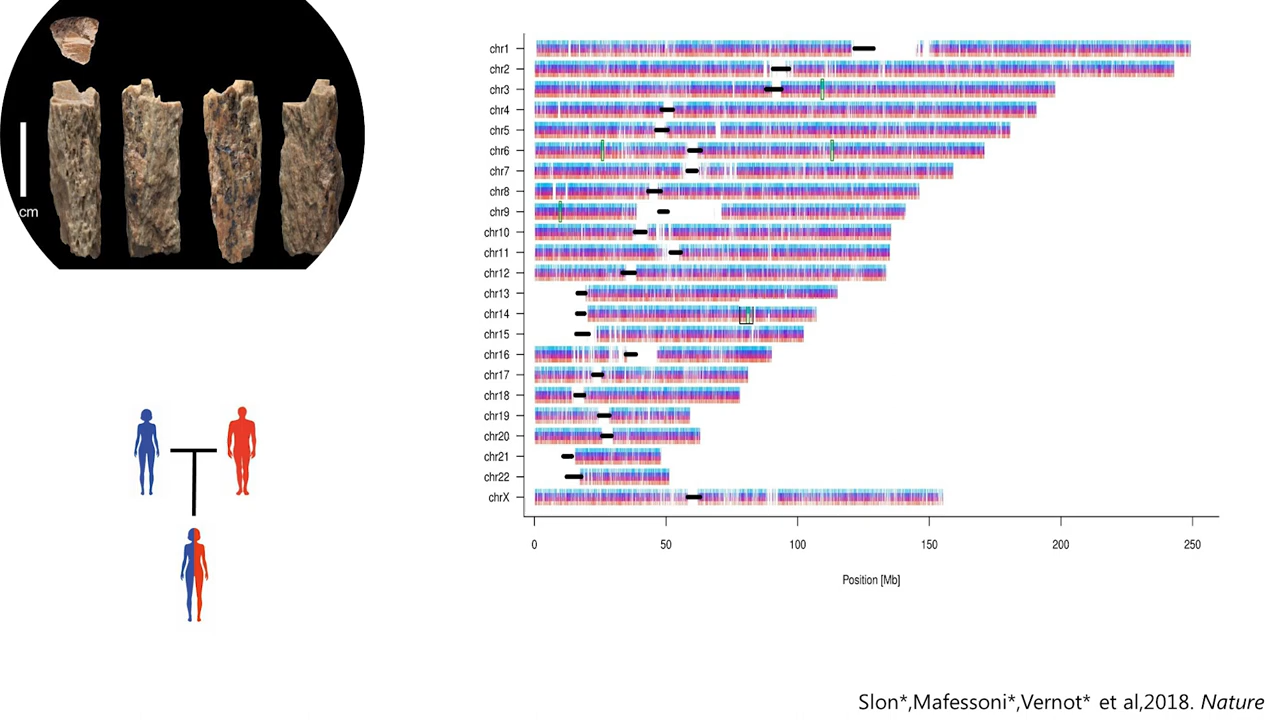 cm
chr1
chr2
chr3
chr4
chr5
chr6
chr7
chr8
chr9
chr10
chr11
chr12
chr13
chr14
chr15
chr16
chr17
chr18
chr19
chr20
chr21
chr22
chrX
0 50 100 150 200 250
Position [Mb]
Slon*,Mafessoni*,Vernot* et al,2018. Nature